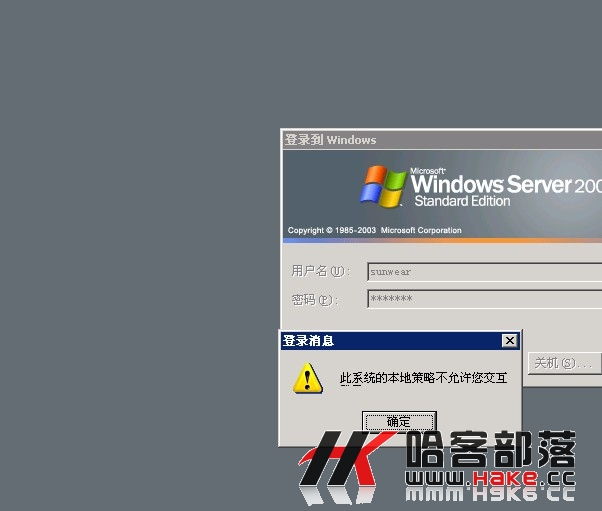 登录到 Windows
Microsoft
Windows Server 200
Standard Edition
Copyright © 1985-2003 Microsoft Corporation
用户名(U):
sunwear
密码(P):
*******
登录消息
此系统的本地策略不允许您交互
确定
关机(S)...
哈客部落
www.Hake.cc